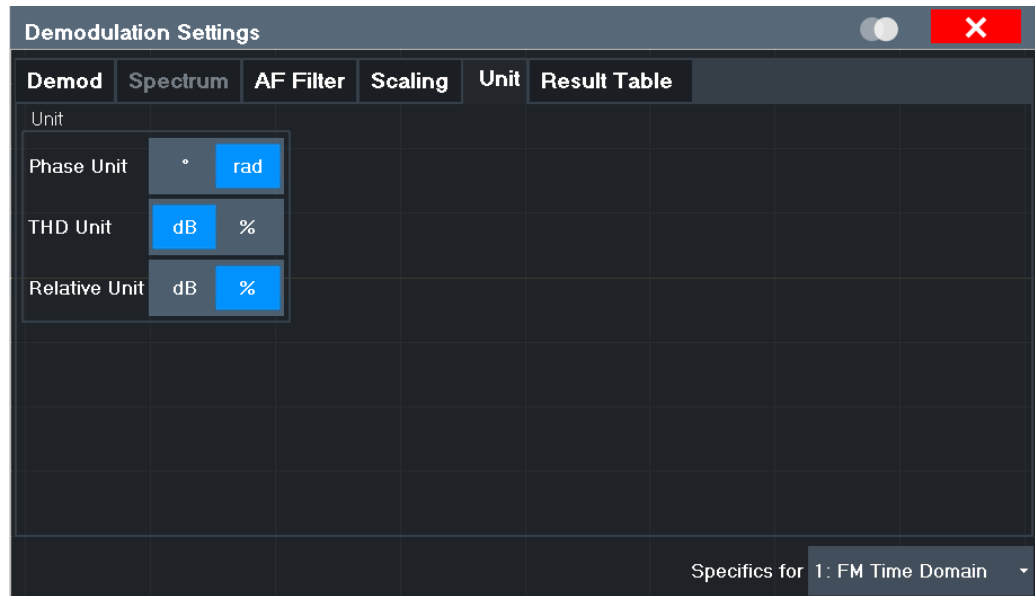 Demodulation Settings
Demod Spectrum AF Filter Scaling Unit Result Table
Unit
Phase Unit ° rad
THD Unit dB %
Relative Unit dB %
Specifics for 1: FM Time Domain